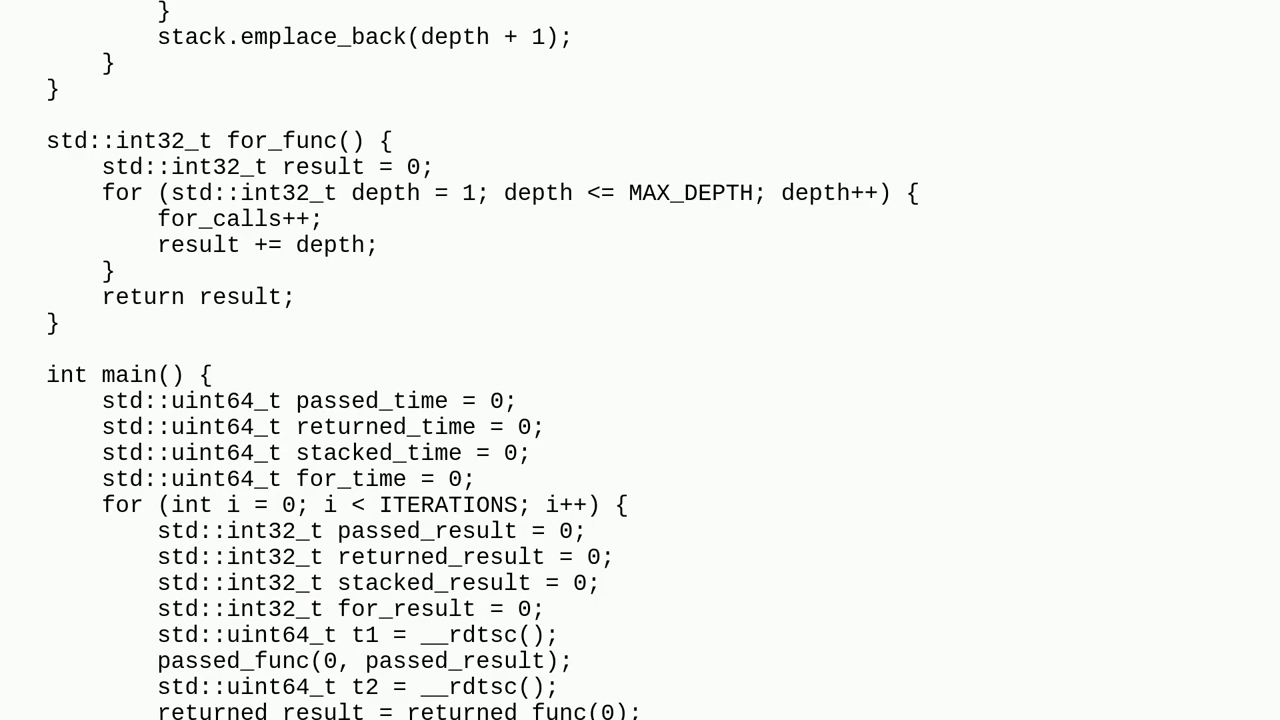 }
        stack.emplace_back(depth + 1);
    }
}

std::int32_t for_func() {
    std::int32_t result = 0;
    for (std::int32_t depth = 1; depth <= MAX_DEPTH; depth++) {
        for_calls++;
        result += depth;
    }
    return result;
}

int main() {
    std::uint64_t passed_time = 0;
    std::uint64_t returned_time = 0;
    std::uint64_t stacked_time = 0;
    std::uint64_t for_time = 0;
    for (int i = 0; i < ITERATIONS; i++) {
        std::int32_t passed_result = 0;
        std::int32_t returned_result = 0;
        std::int32_t stacked_result = 0;
        std::int32_t for_result = 0;
        std::uint64_t t1 = __rdtsc();
        passed_func(0, passed_result);
        std::uint64_t t2 = __rdtsc();
        returned_result = returned_func(0);